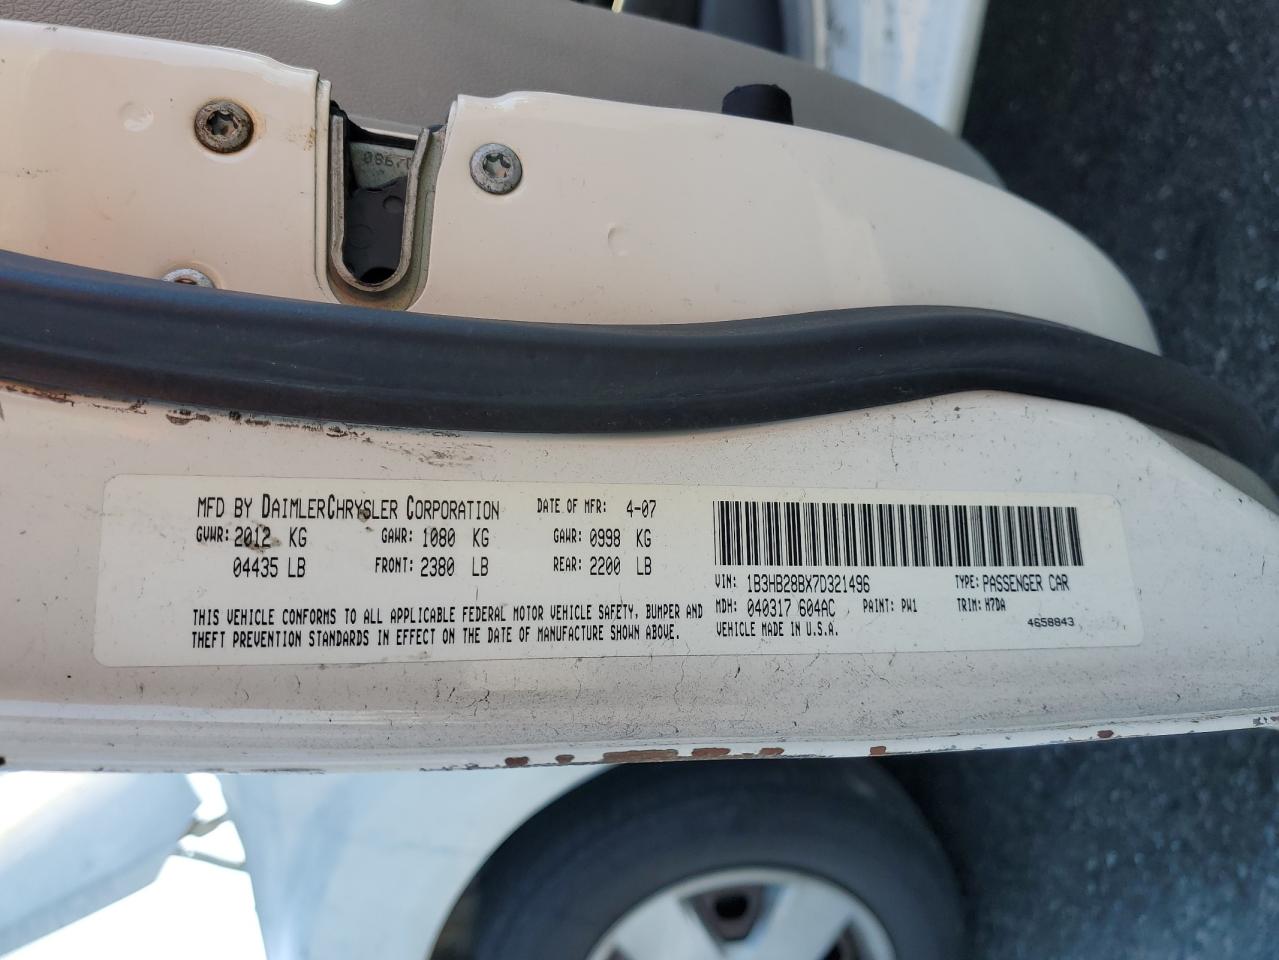 MFD BY DAIMLERCHRYSLER CORPORATION DATE OF MFR: 4-07
GVWR: 2012 KG GAWR: 1080 KG GAWR: 0998 KG
04435 LB FRONT: 2380 LB REAR: 2200 LB
THIS VEHICLE CONFORMS TO ALL APPLICABLE FEDERAL MOTOR VEHICLE SAFETY, BUMPER AND
THEFT PREVENTION STANDARDS IN EFFECT ON THE DATE OF MANUFACTURE SHOWN ABOVE.
VIN: 1B3HB28BX7D321496 TYPE: PASSENGER CAR
MDH: 040317 604AC PAINT: PW1 TRIM: H7DA
VEHICLE MADE IN U.S.A. 4658843